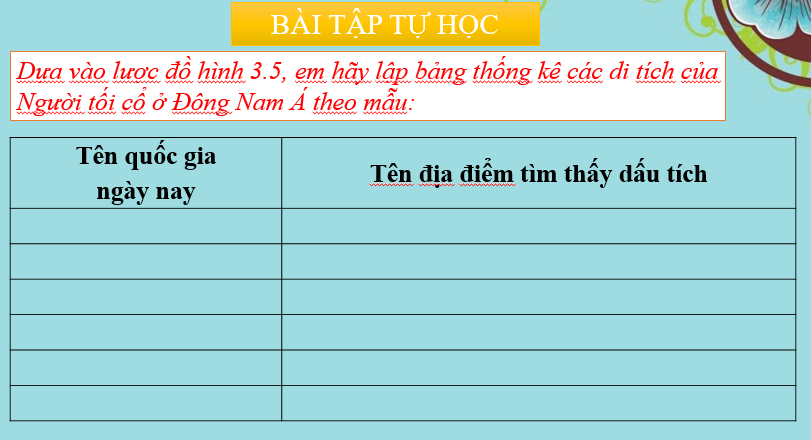 BÀI TẬP TỰ HỌC
Dựa vào lược đồ hình 3.5, em hãy lập bảng thống kê các di tích của
Người tối cổ ở Đông Nam Á theo mẫu:
Tên quốc gia
ngày nay
Tên địa điểm tìm thấy dấu tích